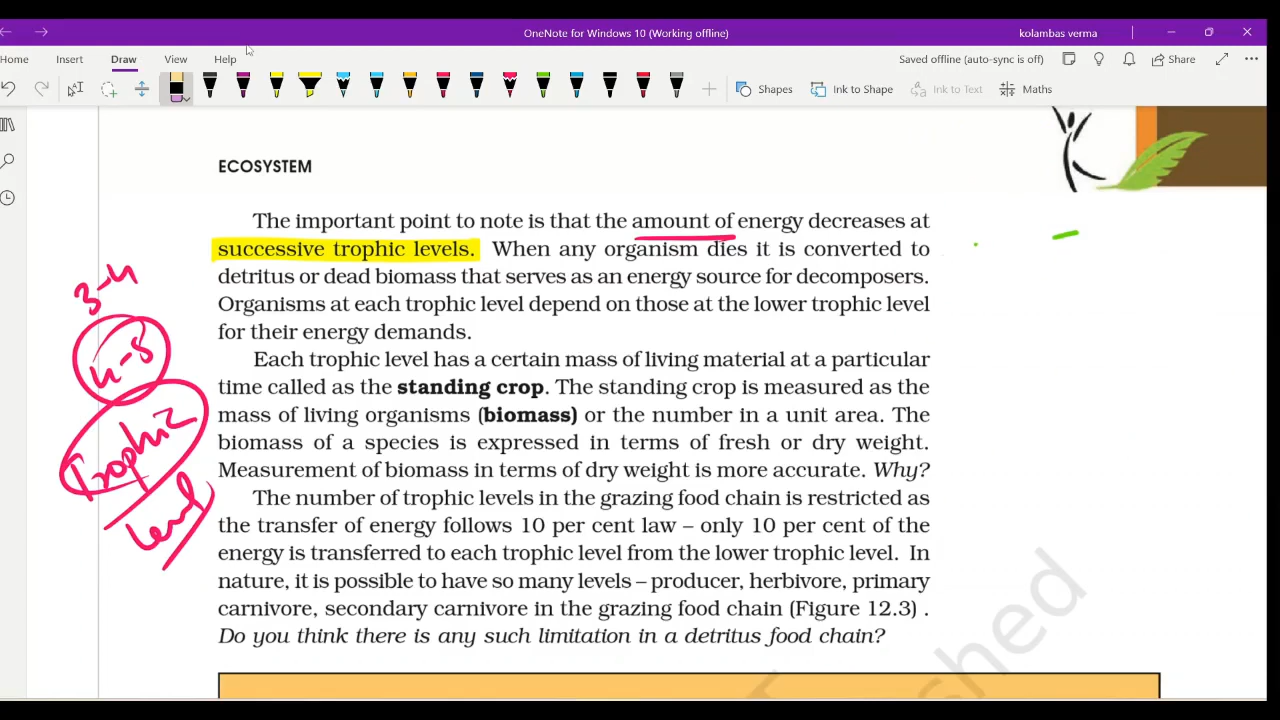 OneNote for Windows 10 (Working offline)
kolambas verma
Home Insert Draw View Help
Saved offline (auto-sync is off)
Share
Shapes
Ink to Shape
Ink to Text
Maths
ECOSYSTEM
The important point to note is that the amount of energy decreases at
successive trophic levels. When any organism dies it is converted to
detritus or dead biomass that serves as an energy source for decomposers.
Organisms at each trophic level depend on those at the lower trophic level
for their energy demands.
Each trophic level has a certain mass of living material at a particular
time called as the standing crop. The standing crop is measured as the
mass of living organisms (biomass) or the number in a unit area. The
biomass of a species is expressed in terms of fresh or dry weight.
Measurement of biomass in terms of dry weight is more accurate. Why?
The number of trophic levels in the grazing food chain is restricted as
the transfer of energy follows 10 per cent law – only 10 per cent of the
energy is transferred to each trophic level from the lower trophic level. In
nature, it is possible to have so many levels – producer, herbivore, primary
carnivore, secondary carnivore in the grazing food chain (Figure 12.3) .
Do you think there is any such limitation in a detritus food chain?
3-4
4-5
Trophic
level
shed